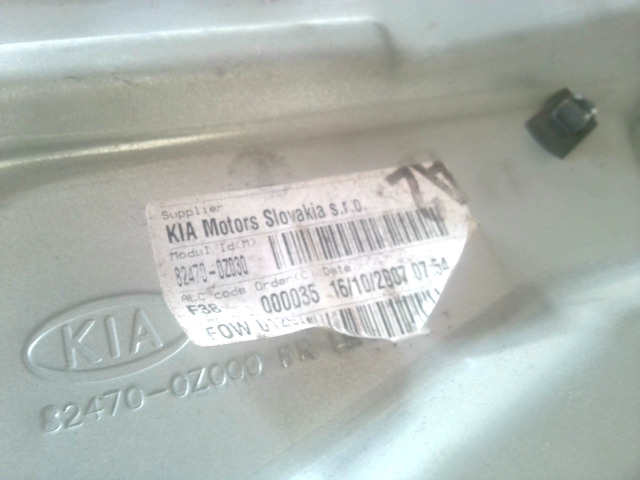 Supplier
KIA Motors Slovakia s.r.o.
Modul.Id(M)
82470-0Z030
ALC code Order(C Date
F38 000035 16/10/2007 07:54
KIA
82470-0Z000 FR